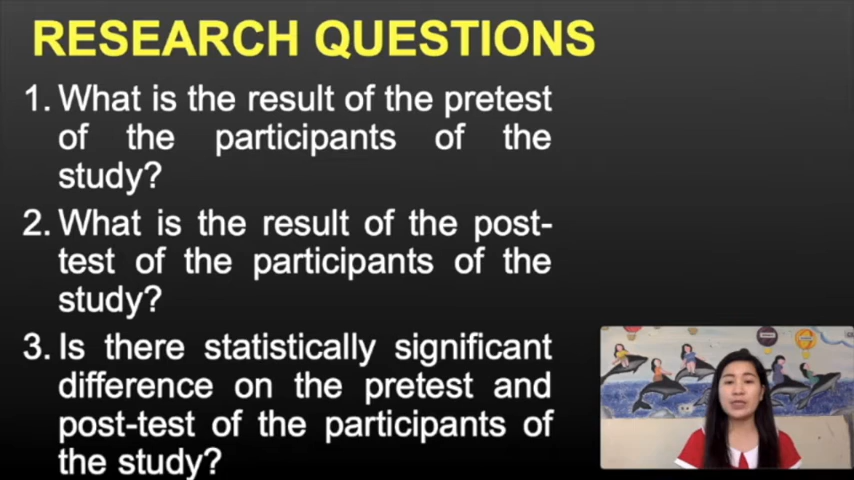 RESEARCH QUESTIONS
1. What is the result of the pretest
of the participants of the
study?
2. What is the result of the post-
test of the participants of the
study?
3. Is there statistically significant
difference on the pretest and
post-test of the participants of
the study?